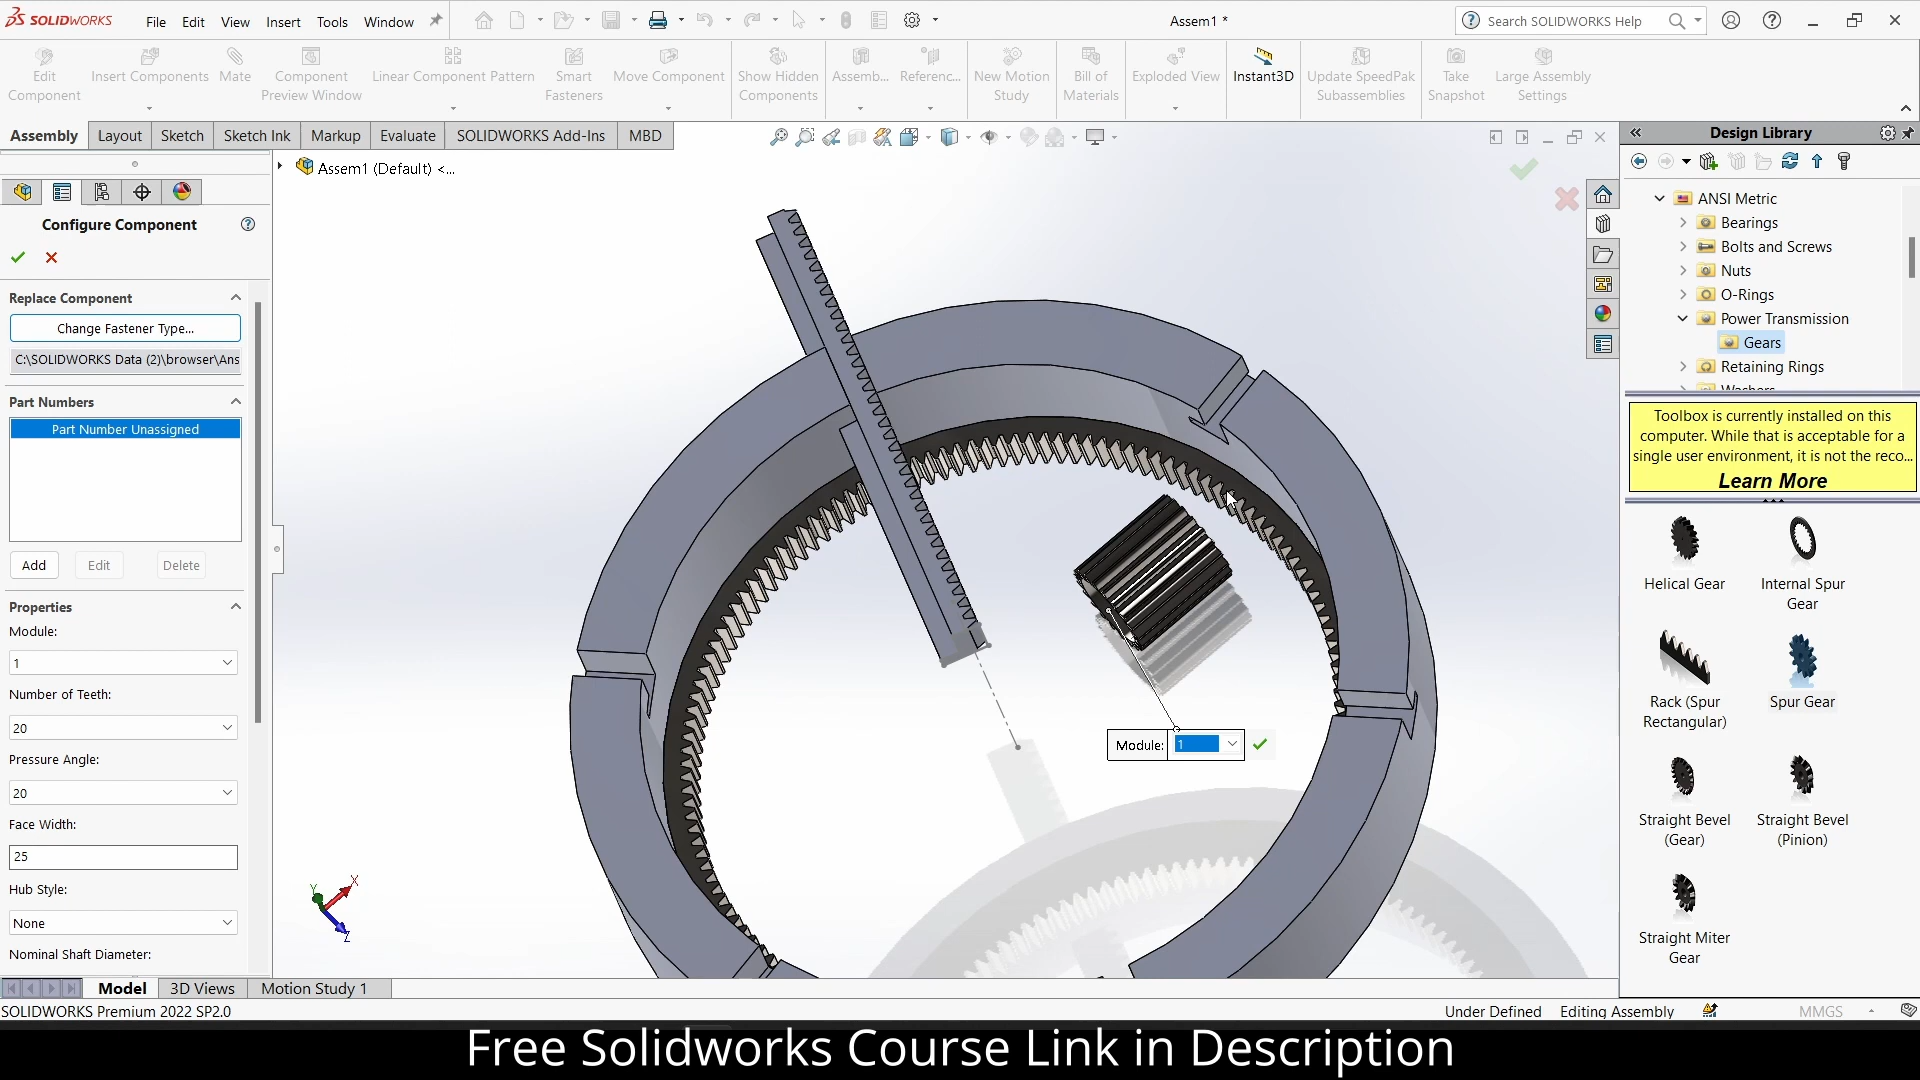 SOLIDWORKS File Edit View Insert Tools Window
Assem1 *
Search SOLIDWORKS Help
Edit Component
Insert Components
Mate
Component Preview Window
Linear Component Pattern
Smart Fasteners
Move Component
Show Hidden Components
Assemb...
Referenc...
New Motion Study
Bill of Materials
Exploded View
Instant3D
Update SpeedPak Subassemblies
Take Snapshot
Large Assembly Settings
Assembly Layout Sketch Sketch Ink Markup Evaluate SOLIDWORKS Add-Ins MBD
Assem1 (Default) <...
Configure Component
Replace Component
Change Fastener Type...
C:\SOLIDWORKS Data (2)\browser\Ans
Part Numbers
Part Number Unassigned
Add Edit Delete
Properties
Module:
1
Number of Teeth:
20
Pressure Angle:
20
Face Width:
25
Hub Style:
None
Nominal Shaft Diameter:
Module: 1
Y X
Z
Design Library
ANSI Metric
Bearings
Bolts and Screws
Nuts
O-Rings
Power Transmission
Gears
Retaining Rings
Toolbox is currently installed on this
computer. While that is acceptable for a
single user environment, it is not the reco...
Learn More
Helical Gear
Internal Spur Gear
Rack (Spur Rectangular)
Spur Gear
Straight Bevel (Gear)
Straight Bevel (Pinion)
Straight Miter Gear
Model 3D Views Motion Study 1
SOLIDWORKS Premium 2022 SP2.0
Under Defined Editing Assembly MMGS
Free Solidworks Course Link in Description